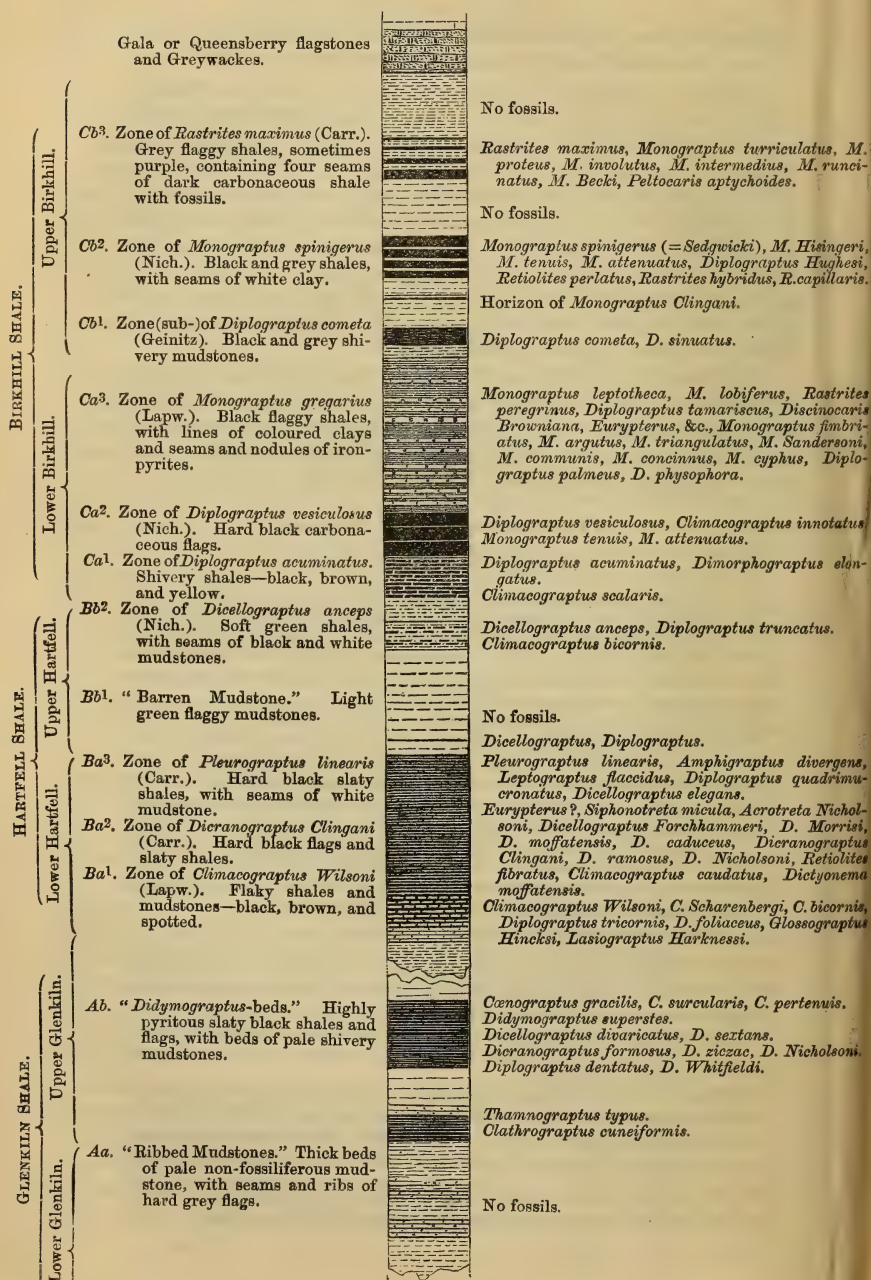 Gala or Queensberry flagstones
and Greywackes.
No fossils.
BIRKHILL SHALE.
Upper Birkhill.
Cb³. Zone of Rastrites maximus (Carr.).
Grey flaggy shales, sometimes
purple, containing four seams
of dark carbonaceous shale
with fossils.
Rastrites maximus, Monograptus turriculatus, M.
proteus, M. involutus, M. intermedius, M. runci-
natus, M. Becki, Peltocaris aptychoides.
No fossils.
Cb². Zone of Monograptus spinigerus
(Nich.). Black and grey shales,
with seams of white clay.
Monograptus spinigerus (=Sedgwicki), M. Hisingeri,
M. tenuis, M. attenuatus, Diplograptus Hughesi,
Retiolites perlatus, Rastrites hybridus, R. capillaris.
Horizon of Monograptus Clingani.
Cb¹. Zone (sub-) of Diplograptus cometa
(Geinitz). Black and grey shi-
very mudstones.
Diplograptus cometa, D. sinuatus.
Lower Birkhill.
Ca³. Zone of Monograptus gregarius
(Lapw.). Black flaggy shales,
with lines of coloured clays
and seams and nodules of iron-
pyrites.
Monograptus leptotheca, M. lobiferus, Rastrites
peregrinus, Diplograptus tamariscus, Discinocaris
Browniana, Eurypterus, &c., Monograptus fimbri-
atus, M. argutus, M. triangulatus, M. Sandersoni,
M. communis, M. concinnus, M. cyphus, Diplo-
graptus palmeus, D. physophora.
Ca². Zone of Diplograptus vesiculosus
(Nich.). Hard black carbona-
ceous flags.
Diplograptus vesiculosus, Climacograptus innotatus
Monograptus tenuis, M. attenuatus.
Ca¹. Zone of Diplograptus acuminatus.
Shivery shales—black, brown,
and yellow.
Diplograptus acuminatus, Dimorphograptus elon-
gatus.
Climacograptus scalaris.
HARTFELL SHALE.
Upper Hartfell.
Bb². Zone of Dicellograptus anceps
(Nich.). Soft green shales,
with seams of black and white
mudstones.
Dicellograptus anceps, Diplograptus truncatus.
Climacograptus bicornis.
Bb¹. "Barren Mudstone." Light
green flaggy mudstones.
No fossils.
Dicellograptus, Diplograptus.
Lower Hartfell.
Ba³. Zone of Pleurograptus linearis
(Carr.). Hard black slaty
shales, with seams of white
mudstone.
Pleurograptus linearis, Amphigraptus divergens,
Leptograptus flaccidus, Diplograptus quadrimu-
cronatus, Dicellograptus elegans.
Ba². Zone of Dicranograptus Clingani
(Carr.). Hard black flags and
slaty shales.
Eurypterus?, Siphonotreta micula, Acrotreta Nichol-
soni, Dicellograptus Forchhammeri, D. Morrisi,
D. moffatensis, D. caduceus, Dicranograptus
Clingani, D. ramosus, D. Nicholsoni, Retiolites
fibratus, Climacograptus caudatus, Dictyonema
moffatensis.
Ba¹. Zone of Climacograptus Wilsoni
(Lapw.). Flaky shales and
mudstones—black, brown, and
spotted.
Climacograptus Wilsoni, C. Scharenbergi, C. bicornis,
Diplograptus tricornis, D. foliaceus, Glossograptus
Hincksi, Lasiograptus Harknessi.
GLENKILN SHALE.
Upper Glenkiln.
Ab. "Didymograptus-beds." Highly
pyritous slaty black shales and
flags, with beds of pale shivery
mudstones.
Cœnograptus gracilis, C. surcularis, C. pertenuis.
Didymograptus superstes.
Dicellograptus divaricatus, D. sextans.
Dicranograptus formosus, D. ziczac, D. Nicholsoni.
Diplograptus dentatus, D. Whitfieldi.
Thamnograptus typus.
Clathrograptus cuneiformis.
Lower Glenkiln.
Aa. "Ribbed Mudstones." Thick beds
of pale non-fossiliferous mud-
stone, with seams and ribs of
hard grey flags.
No fossils.